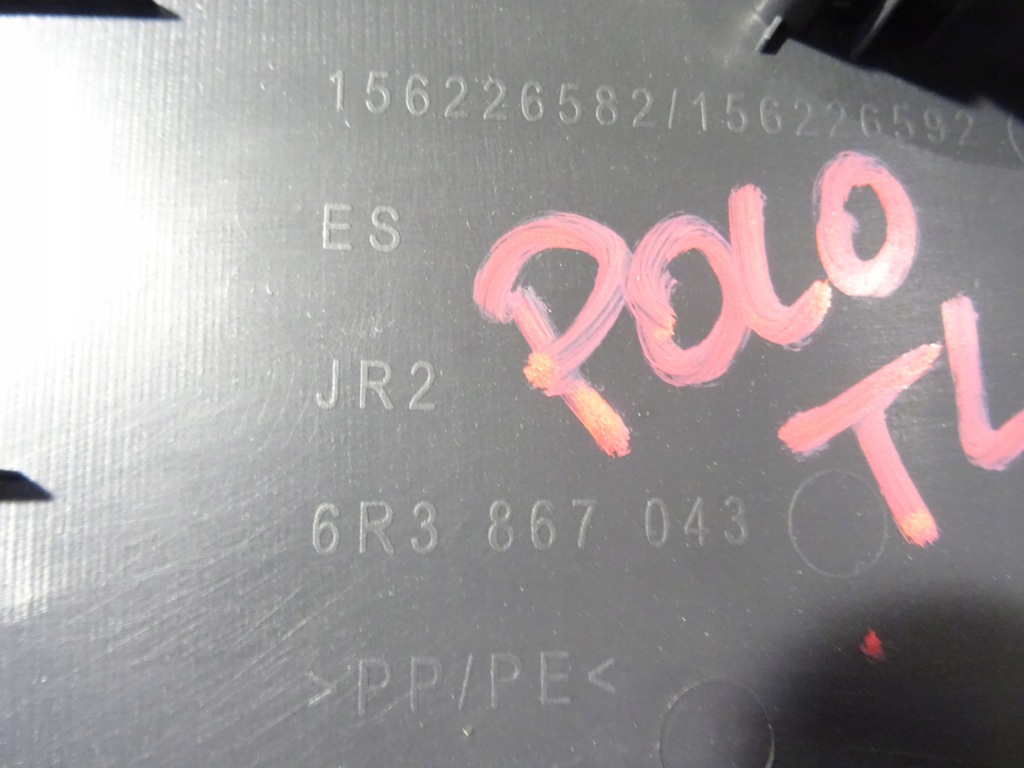 156226582/156226592
ES
POLO
JR2
TL
6R3 867 043
>PP/PE<